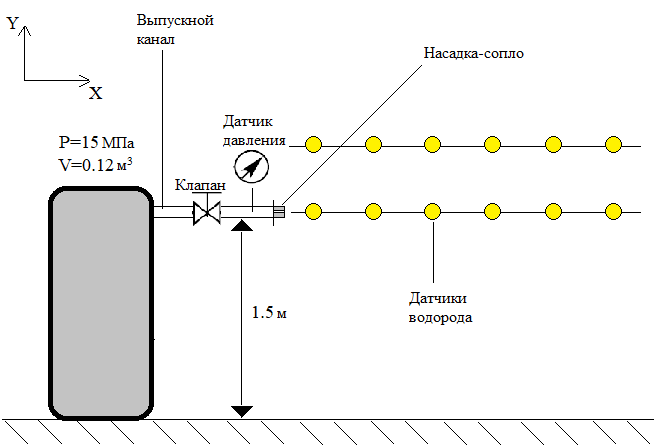 Выпускной
канал
Y
Насадка-сопло
X
Датчик
давления
P=15 МПа
V=0.12 м³
Клапан
1.5 м
Датчики
водорода